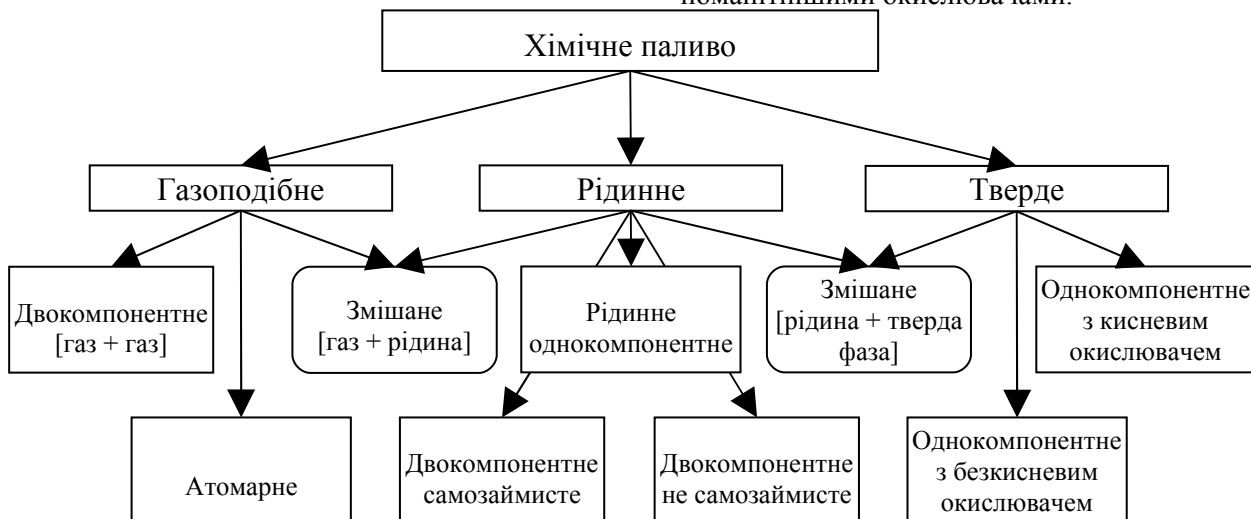 Хімічне паливо
Газоподібне
Рідинне
Тверде
Двокомпонентне
[газ + газ]
Змішане
[газ + рідина]
Рідинне
однокомпонентне
Змішане
[рідина + тверда
фаза]
Однокомпонентне
з кисневим
окислювачем
Атомарне
Двокомпонентне
самозаймисте
Двокомпонентне
не самозаймисте
Однокомпонентне
з безкисневим
окислювачем